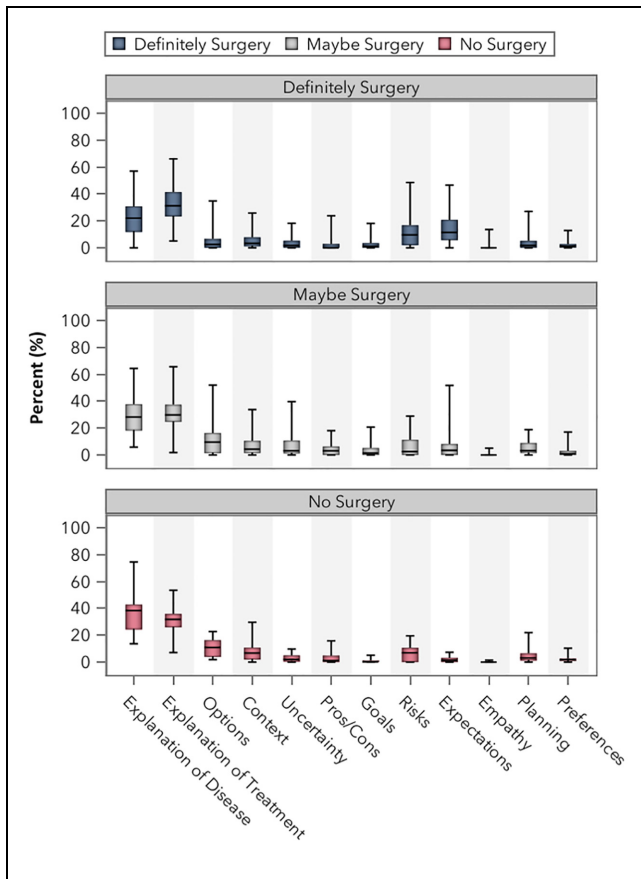 Definitely Surgery Maybe Surgery No Surgery
Definitely Surgery
100
80
60
40
20
0
Maybe Surgery
100
80
60
40
20
0
Percent (%)
No Surgery
100
80
60
40
20
0
Explanation of Disease
Explanation of Treatment
Options
Context
Uncertainty
Pros/Cons
Goals
Risks
Expectations
Empathy
Planning
Preferences